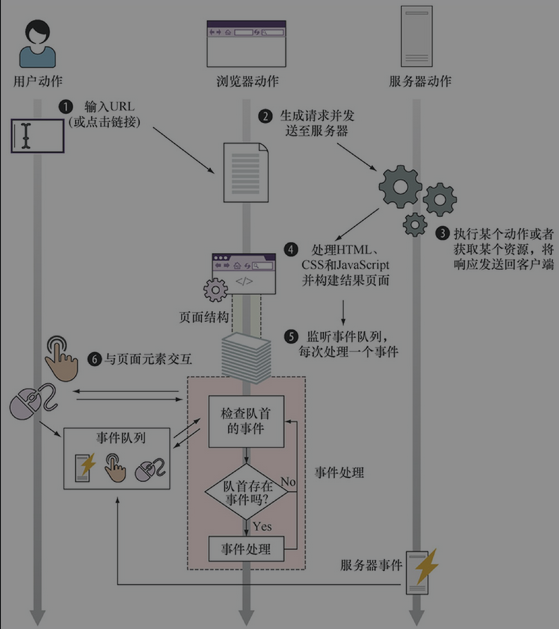 用户动作
浏览器动作
服务器动作
1 输入URL
(或点击链接)
2 生成请求并发
送至服务器
3 执行某个动作或者
获取某个资源，将
响应发送回客户端
4 处理HTML、
CSS和JavaScript
并构建结果页面
</>
页面结构
5 监听事件队列，
每次处理一个事件
6 与页面元素交互
事件队列
检查队首
的事件
队首存在
事件吗?
No
Yes
事件处理
事件处理
服务器事件